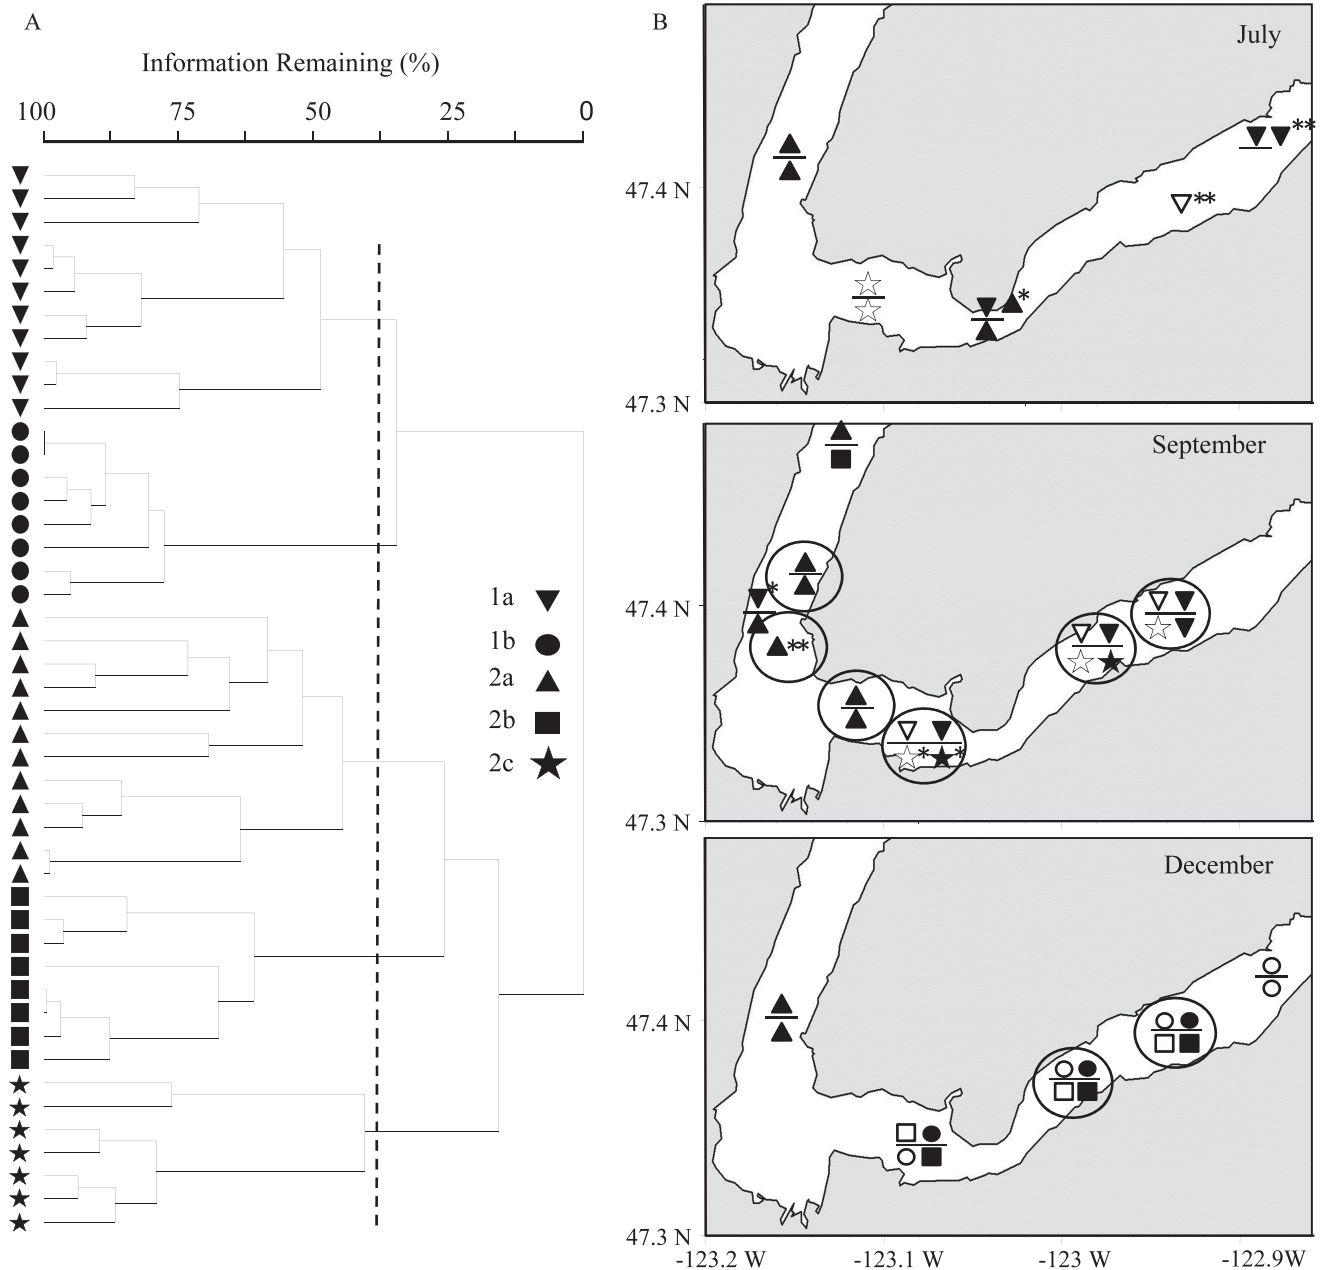 A
Information Remaining (%)
100 75 50 25 0
1a
1b
2a
2b
2c
B
July
**
47.4 N
**
*
47.3 N
September
*
47.4 N
**
* *
47.3 N
December
47.4 N
47.3 N
-123.2 W -123.1 W -123 W -122.9W